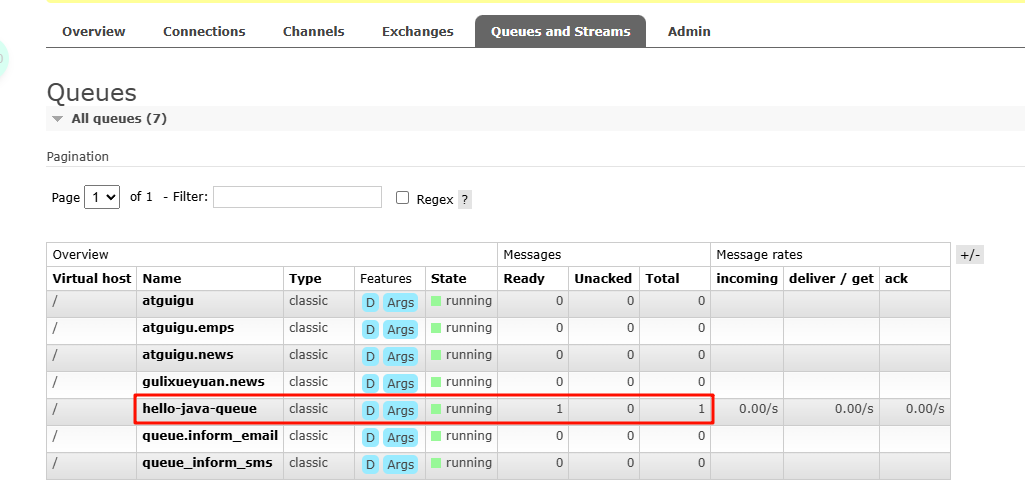 Overview Connections Channels Exchanges Queues and Streams Admin
Queues
All queues (7)
Pagination
Page 1 of 1 - Filter: Regex ?
Overview Messages Message rates +/-
Virtual host Name Type Features State Ready Unacked Total incoming deliver / get ack
/ atguigu classic D Args running 0 0 0
/ atguigu.emps classic D Args running 0 0 0
/ atguigu.news classic D Args running 0 0 0
/ gulixueyuan.news classic D Args running 0 0 0
/ hello-java-queue classic D Args running 1 0 1 0.00/s 0.00/s 0.00/s
/ queue.inform_email classic D Args running 0 0 0
/ queue_inform_sms classic D Args running 0 0 0